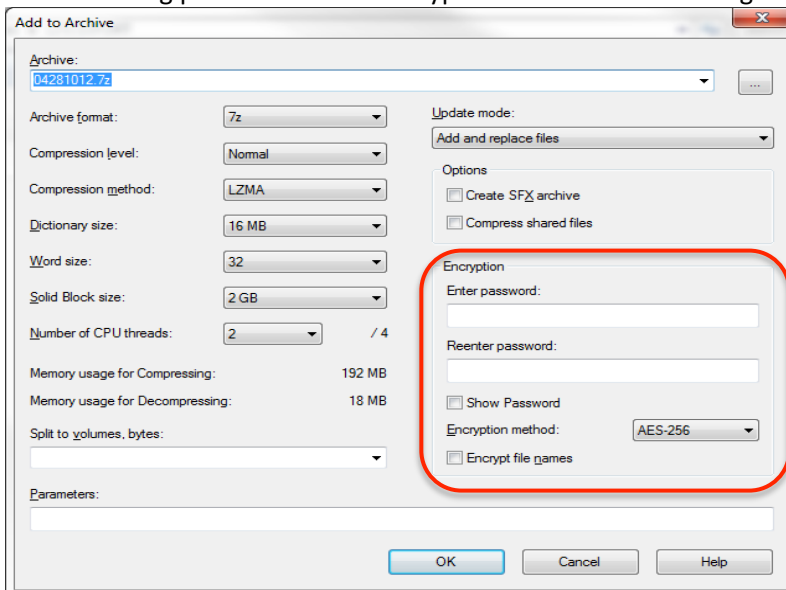 Add to Archive
Archive:
04281012.7z
...
Archive format:
7z
Compression level:
Normal
Compression method:
LZMA
Dictionary size:
16 MB
Word size:
32
Solid Block size:
2 GB
Number of CPU threads:
2
/ 4
Memory usage for Compressing:
192 MB
Memory usage for Decompressing:
18 MB
Split to volumes, bytes:
Parameters:
Update mode:
Add and replace files
Options
Create SFX archive
Compress shared files
Encryption
Enter password:
Reenter password:
Show Password
Encryption method:
AES-256
Encrypt file names
OK
Cancel
Help